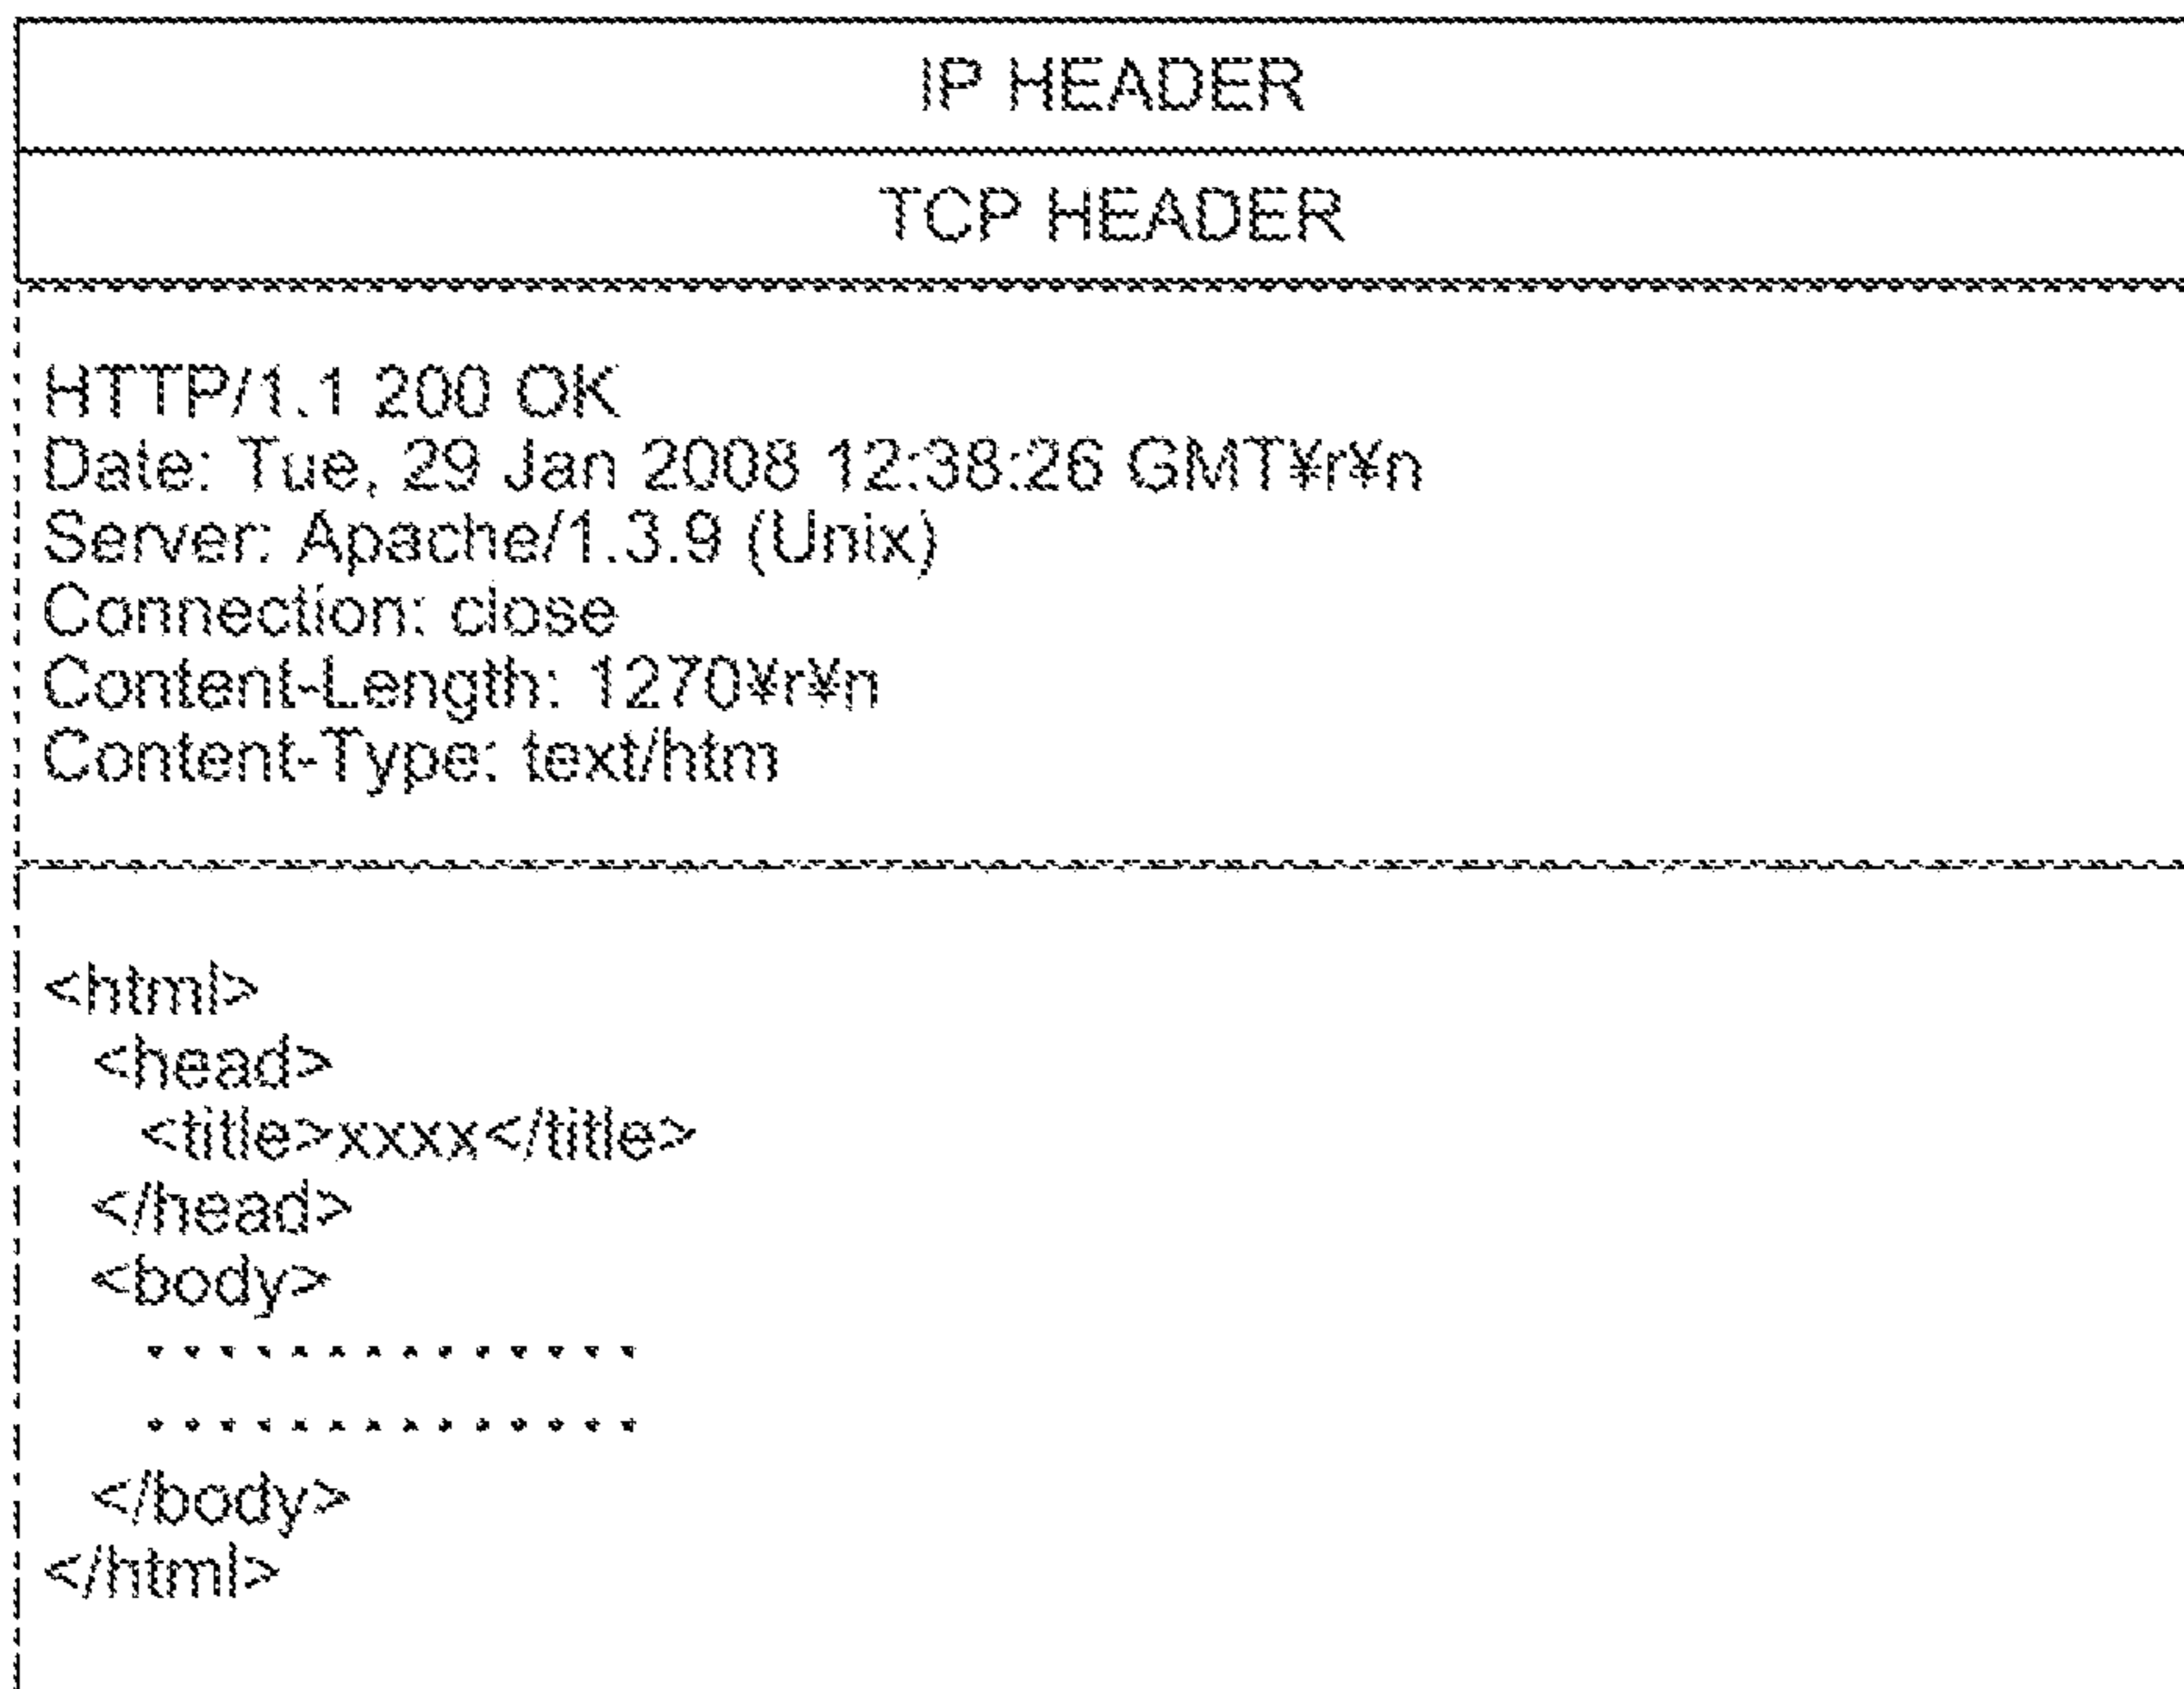 IP HEADER
TCP HEADER
HTTP/1.1 200 OK
Date: Tue, 29 Jan 2008 12:38:26 GMT¥r¥n
Server: Apache/1.3.9 (Unix)
Connection: close
Content-Length: 1270¥r¥n
Content-Type: text/htm
<html>
<head>
<title>xxxx</title>
</head>
<body>
· · · · · · · · · · · · · ·
· · · · · · · · · · · · · ·
</body>
</html>